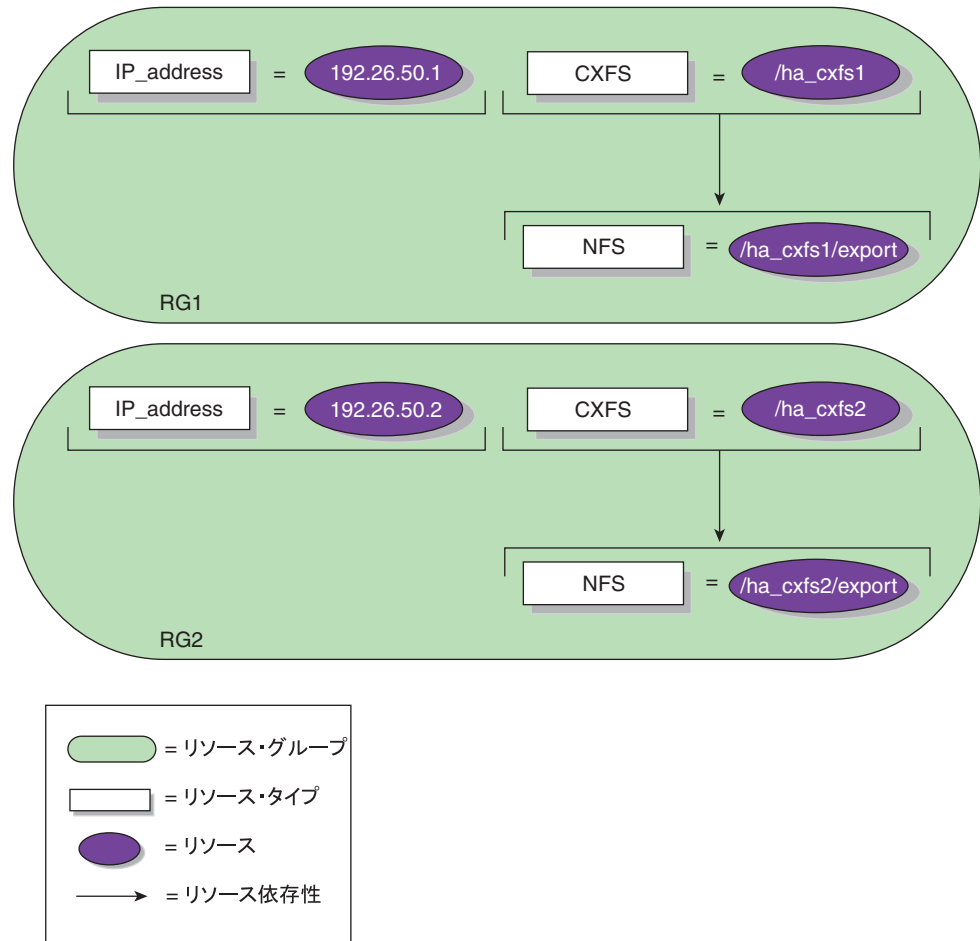 IP_address = 192.26.50.1 CXFS = /ha_cxfs1
NFS = /ha_cxfs1/export
RG1
IP_address = 192.26.50.2 CXFS = /ha_cxfs2
NFS = /ha_cxfs2/export
RG2
= リソース・グループ
= リソース・タイプ
= リソース
= リソース依存性